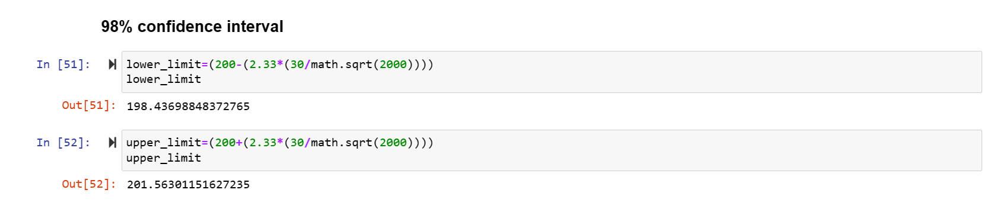 98% confidence interval
In [51]: lower_limit=(200-(2.33*(30/math.sqrt(2000))))
lower_limit
Out[51]: 198.43698848372765
In [52]: upper_limit=(200+(2.33*(30/math.sqrt(2000))))
upper_limit
Out[52]: 201.56301151627235